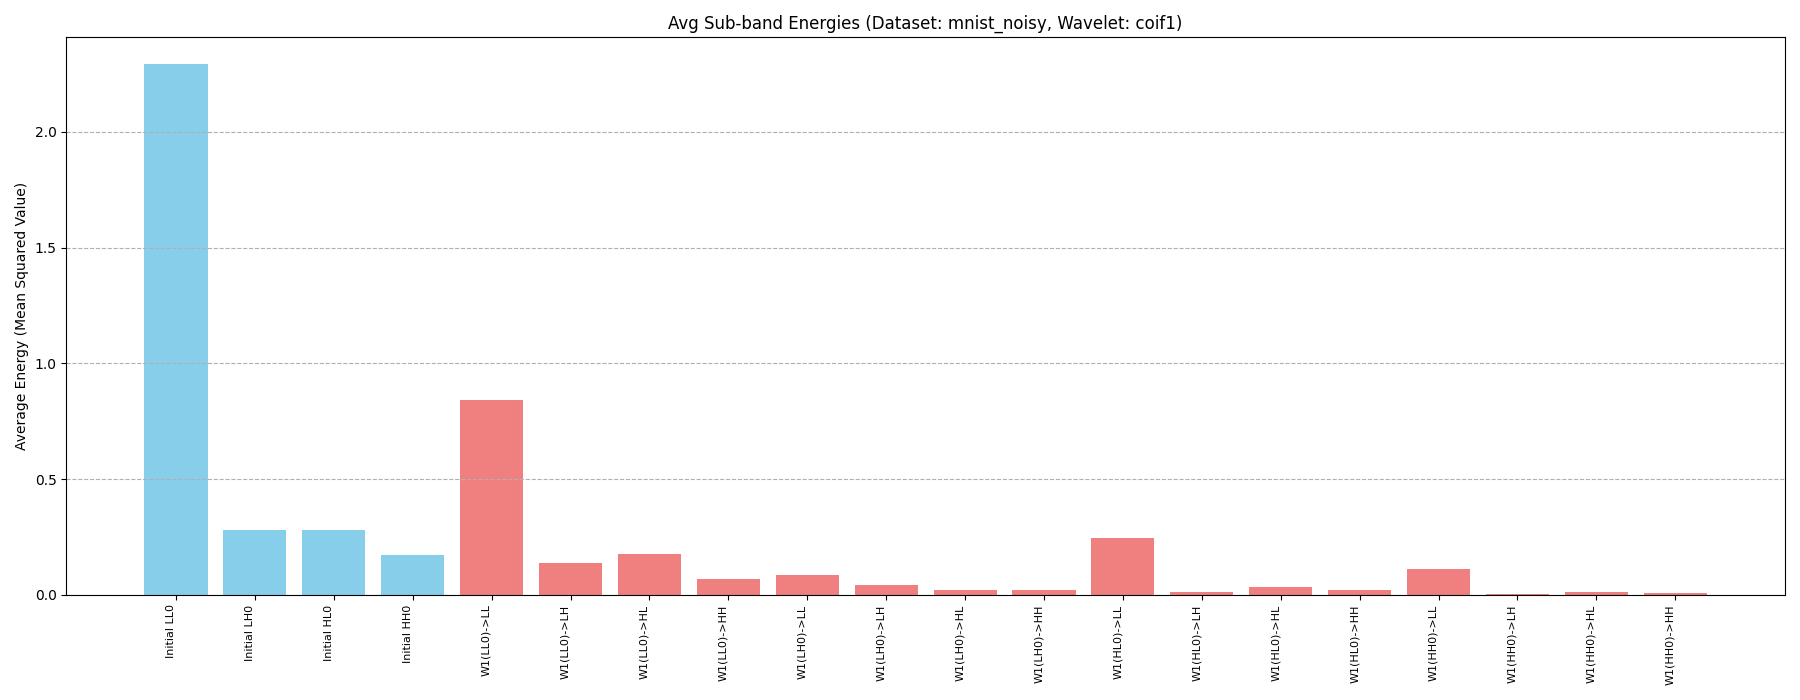 Avg Sub-band Energies (Dataset: mnist_noisy, Wavelet: coif1)
Average Energy (Mean Squared Value)
2.0
1.5
1.0
0.5
0.0
Initial LL0
Initial LH0
Initial HL0
Initial HH0
W1(LL0)->LL
W1(LL0)->LH
W1(LL0)->HL
W1(LL0)->HH
W1(LH0)->LL
W1(LH0)->LH
W1(LH0)->HL
W1(LH0)->HH
W1(HL0)->LL
W1(HL0)->LH
W1(HL0)->HL
W1(HL0)->HH
W1(HH0)->LL
W1(HH0)->LH
W1(HH0)->HL
W1(HH0)->HH